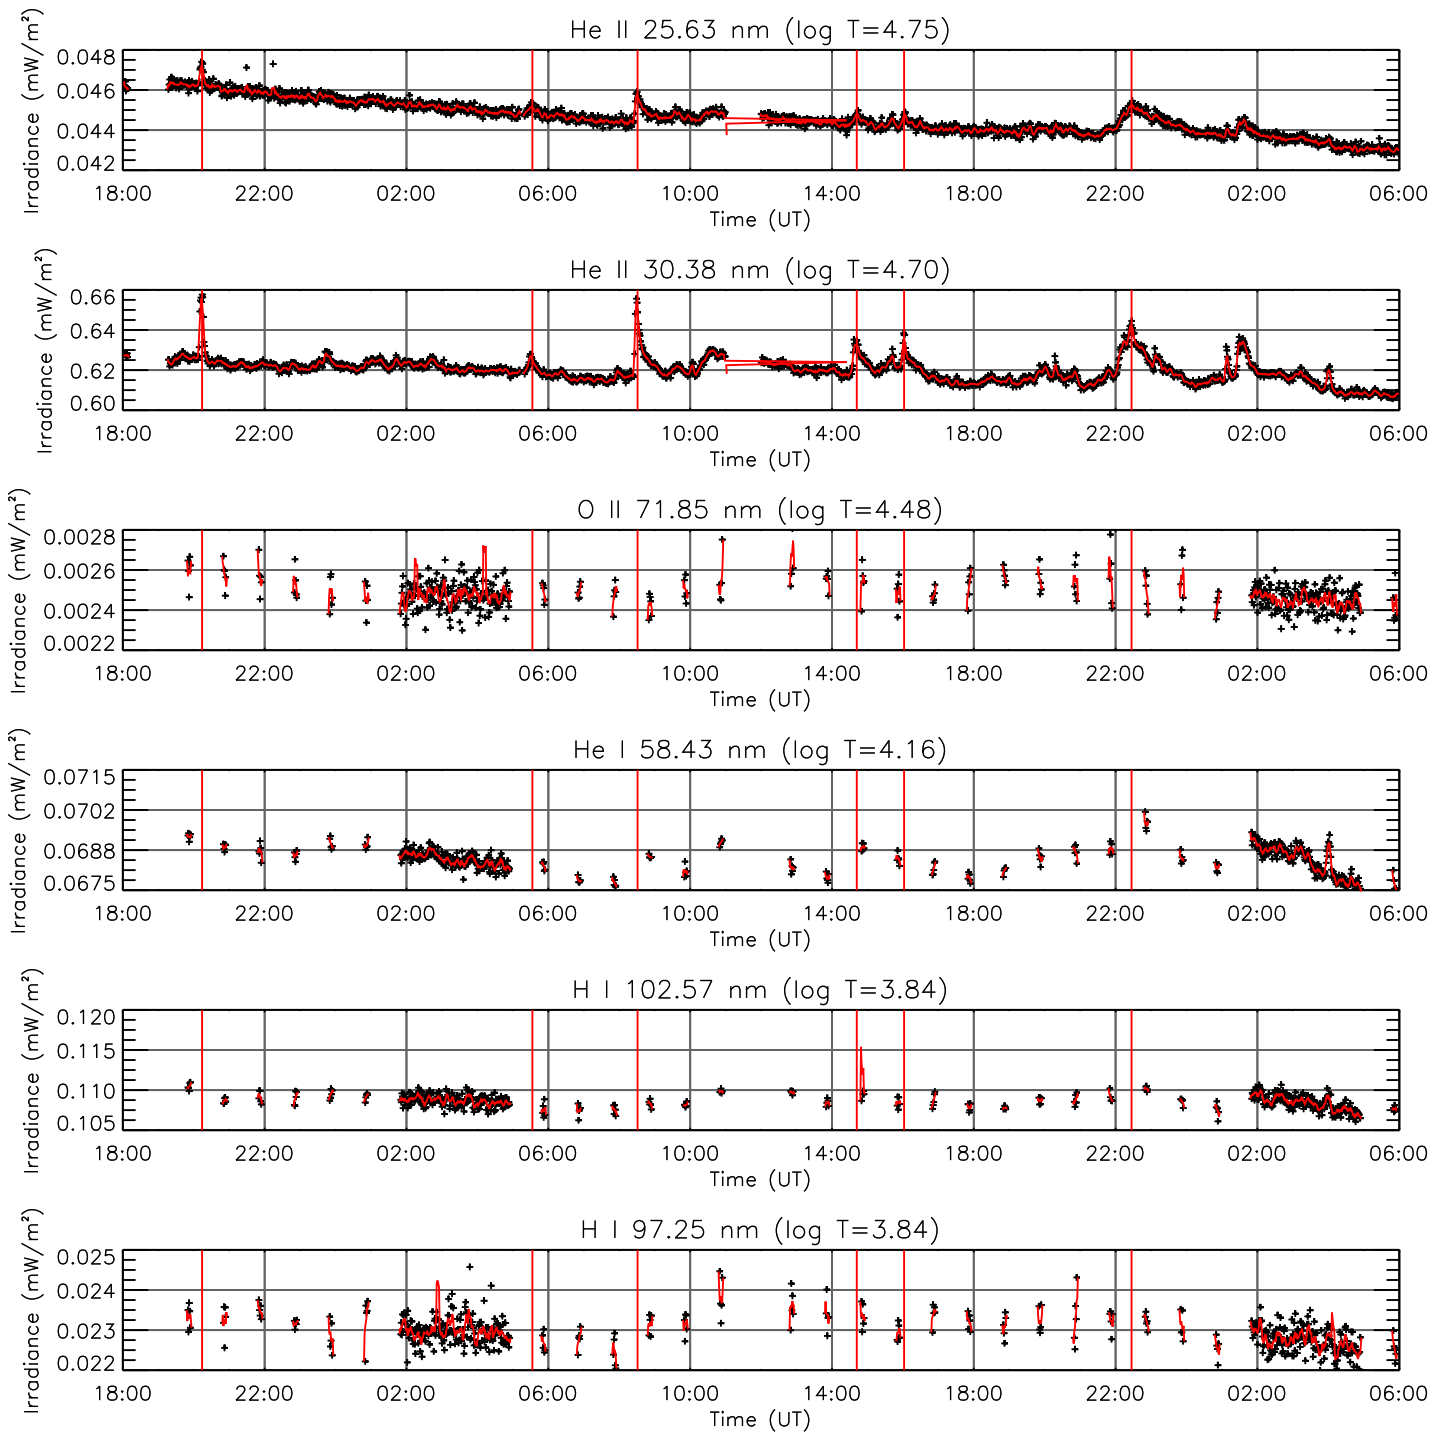 He II 25.63 nm (log T=4.75)
Irradiance (mW/m²)
0.048
0.046
0.044
0.042
18:00 22:00 02:00 06:00 10:00 14:00 18:00 22:00 02:00 06:00
Time (UT)
He II 30.38 nm (log T=4.70)
Irradiance (mW/m²)
0.66
0.64
0.62
0.60
18:00 22:00 02:00 06:00 10:00 14:00 18:00 22:00 02:00 06:00
Time (UT)
O II 71.85 nm (log T=4.48)
Irradiance (mW/m²)
0.0028
0.0026
0.0024
0.0022
18:00 22:00 02:00 06:00 10:00 14:00 18:00 22:00 02:00 06:00
Time (UT)
He I 58.43 nm (log T=4.16)
Irradiance (mW/m²)
0.0715
0.0702
0.0688
0.0675
18:00 22:00 02:00 06:00 10:00 14:00 18:00 22:00 02:00 06:00
Time (UT)
H I 102.57 nm (log T=3.84)
Irradiance (mW/m²)
0.120
0.115
0.110
0.105
18:00 22:00 02:00 06:00 10:00 14:00 18:00 22:00 02:00 06:00
Time (UT)
H I 97.25 nm (log T=3.84)
Irradiance (mW/m²)
0.025
0.024
0.023
0.022
18:00 22:00 02:00 06:00 10:00 14:00 18:00 22:00 02:00 06:00
Time (UT)